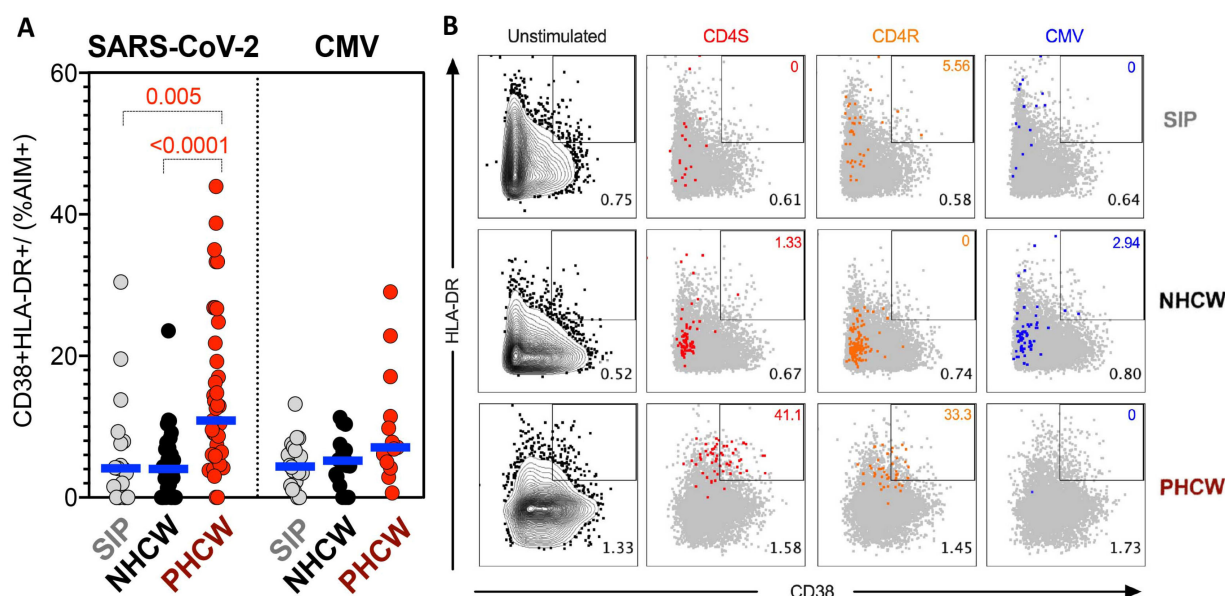 A
SARS-CoV-2 CMV
CD38+HLA-DR+/ (%AIM+)
60
40
20
0
0.005
<0.0001
SIP NHCW PHCW SIP NHCW PHCW
B
Unstimulated CD4S CD4R CMV
0 5.56 0
0.75 0.61 0.58 0.64
SIP
1.33 0 2.94
0.52 0.67 0.74 0.80
NHCW
41.1 33.3 0
1.33 1.58 1.45 1.73
PHCW
HLA-DR
CD38